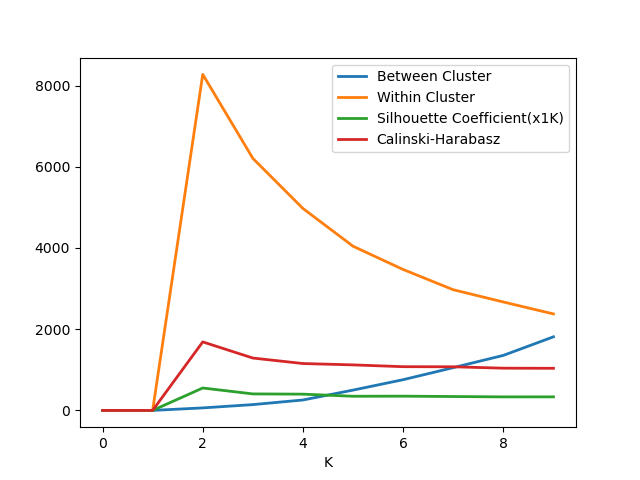 Between Cluster
Within Cluster
Silhouette Coefficient(x1K)
Calinski-Harabasz
8000
6000
4000
2000
0
0 2 4 6 8
K